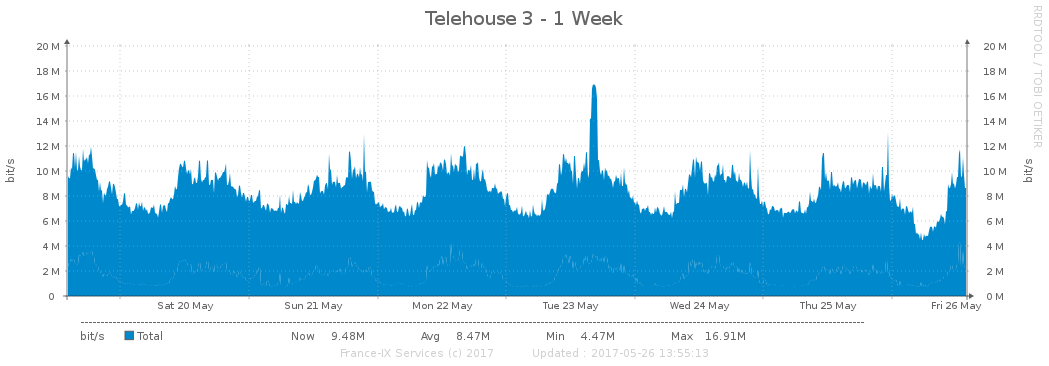 Telehouse 3 - 1 Week
RRDTOOL / TOBI OETIKER
20 M 20 M
18 M 18 M
16 M 16 M
14 M 14 M
12 M 12 M
10 M 10 M
8 M 8 M
6 M 6 M
4 M 4 M
2 M 2 M
0 0 M
bit/s bit/s
Sat 20 May Sun 21 May Mon 22 May Tue 23 May Wed 24 May Thu 25 May Fri 26 May
bit/s Total Now 9.48M Avg 8.47M Min 4.47M Max 16.91M
France-IX Services (c) 2017 Updated : 2017-05-26 13:55:13